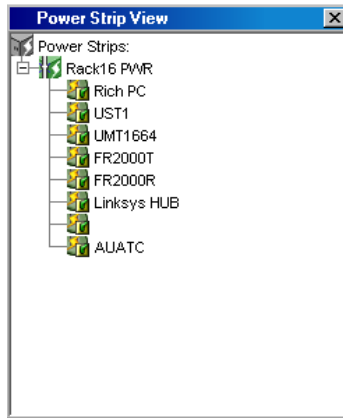 Power Strip View
Power Strips:
Rack16 PWR
Rich PC
UST1
UMT1664
FR2000T
FR2000R
Linksys HUB
AUATC